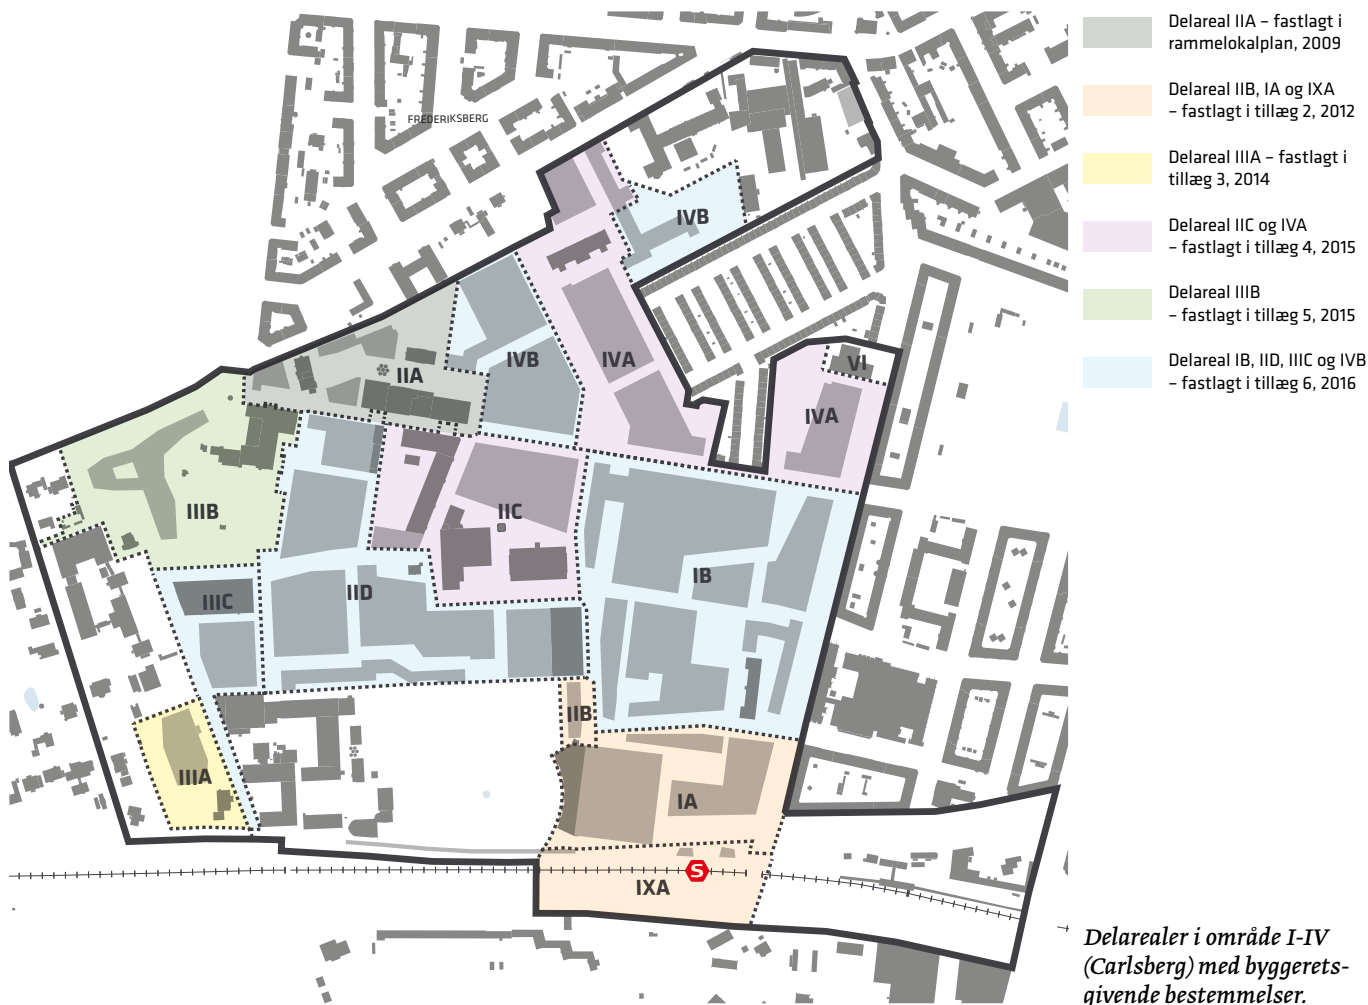 Delareal IIA – fastlagt i
rammelokalplan, 2009
Delareal IIB, IA og IXA
– fastlagt i tillæg 2, 2012
Delareal IIIA – fastlagt i
tillæg 3, 2014
Delareal IIC og IVA
– fastlagt i tillæg 4, 2015
Delareal IIIB
– fastlagt i tillæg 5, 2015
Delareal IB, IID, IIIC og IVB
– fastlagt i tillæg 6, 2016
FREDERIKSBERG
IVB
IVB
IVA
VI
IIA
IVA
IIIB
IIC
IB
IIIC
IID
IIB
IIIA
IA
S
IXA
Delarealer i område I-IV
(Carlsberg) med byggerets-
givende bestemmelser.